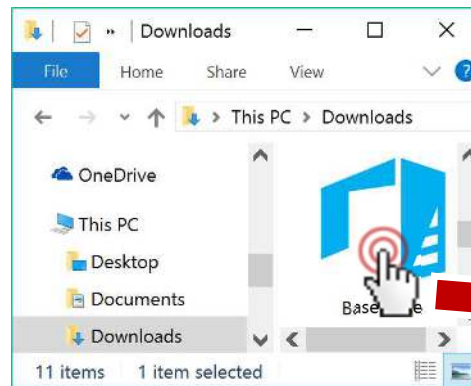 Downloads
File Home Share View
This PC > Downloads
OneDrive
This PC
Desktop
Documents
Downloads
11 items 1 item selected